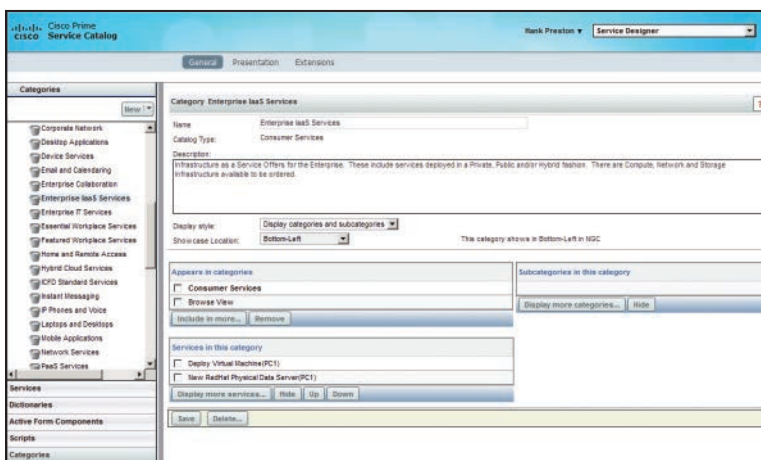 Cisco Prime
cisco Service Catalog
Hank Preston
Service Designer
General Presentation Extensions
Categories
New
Corporate Network
Desktop Applications
Device Services
Email and Calendaring
Enterprise Collaboration
Enterprise IaaS Services
Enterprise IT Services
Essential Workplace Services
Featured Workplace Services
Home and Remote Access
Hybrid Cloud Services
ICFD Standard Services
Instant Messaging
IP Phones and Voice
Laptops and Desktops
Mobile Applications
Network Services
PaaS Services
Services
Dictionaries
Active Form Components
Scripts
Categories
Category Enterprise IaaS Services
?
Name Enterprise IaaS Services
Catalog Type: Consumer Services
Description:
Infrastructure as a Service Offers for the Enterprise. These include services deployed in a Private, Public and/or Hybrid fashion. There are Compute, Network and Storage
infrastructure available to be ordered.
Display style: Display categories and subcategories
Showcase Location: Bottom-Left This category shows in Bottom-Left in NGC
Appears in categories
Consumer Services
Browse View
Include in more... Remove
Subcategories in this category
Display more categories... Hide
Services in this category
Deploy Virtual Machine(PC1)
New RedHat Physical Data Server(PC1)
Display more services... Hide Up Down
Save Delete...